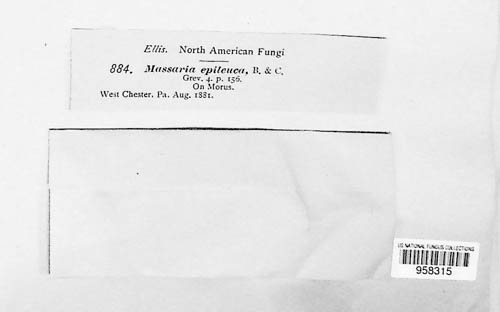 Ellis. North American Fungi
884. Massaria epileuca, B. & C.
Grev. 4. p. 156.
On Morus.
West Chester. Pa. Aug. 1881.
US NATIONAL FUNGUS COLLECTIONS
958315